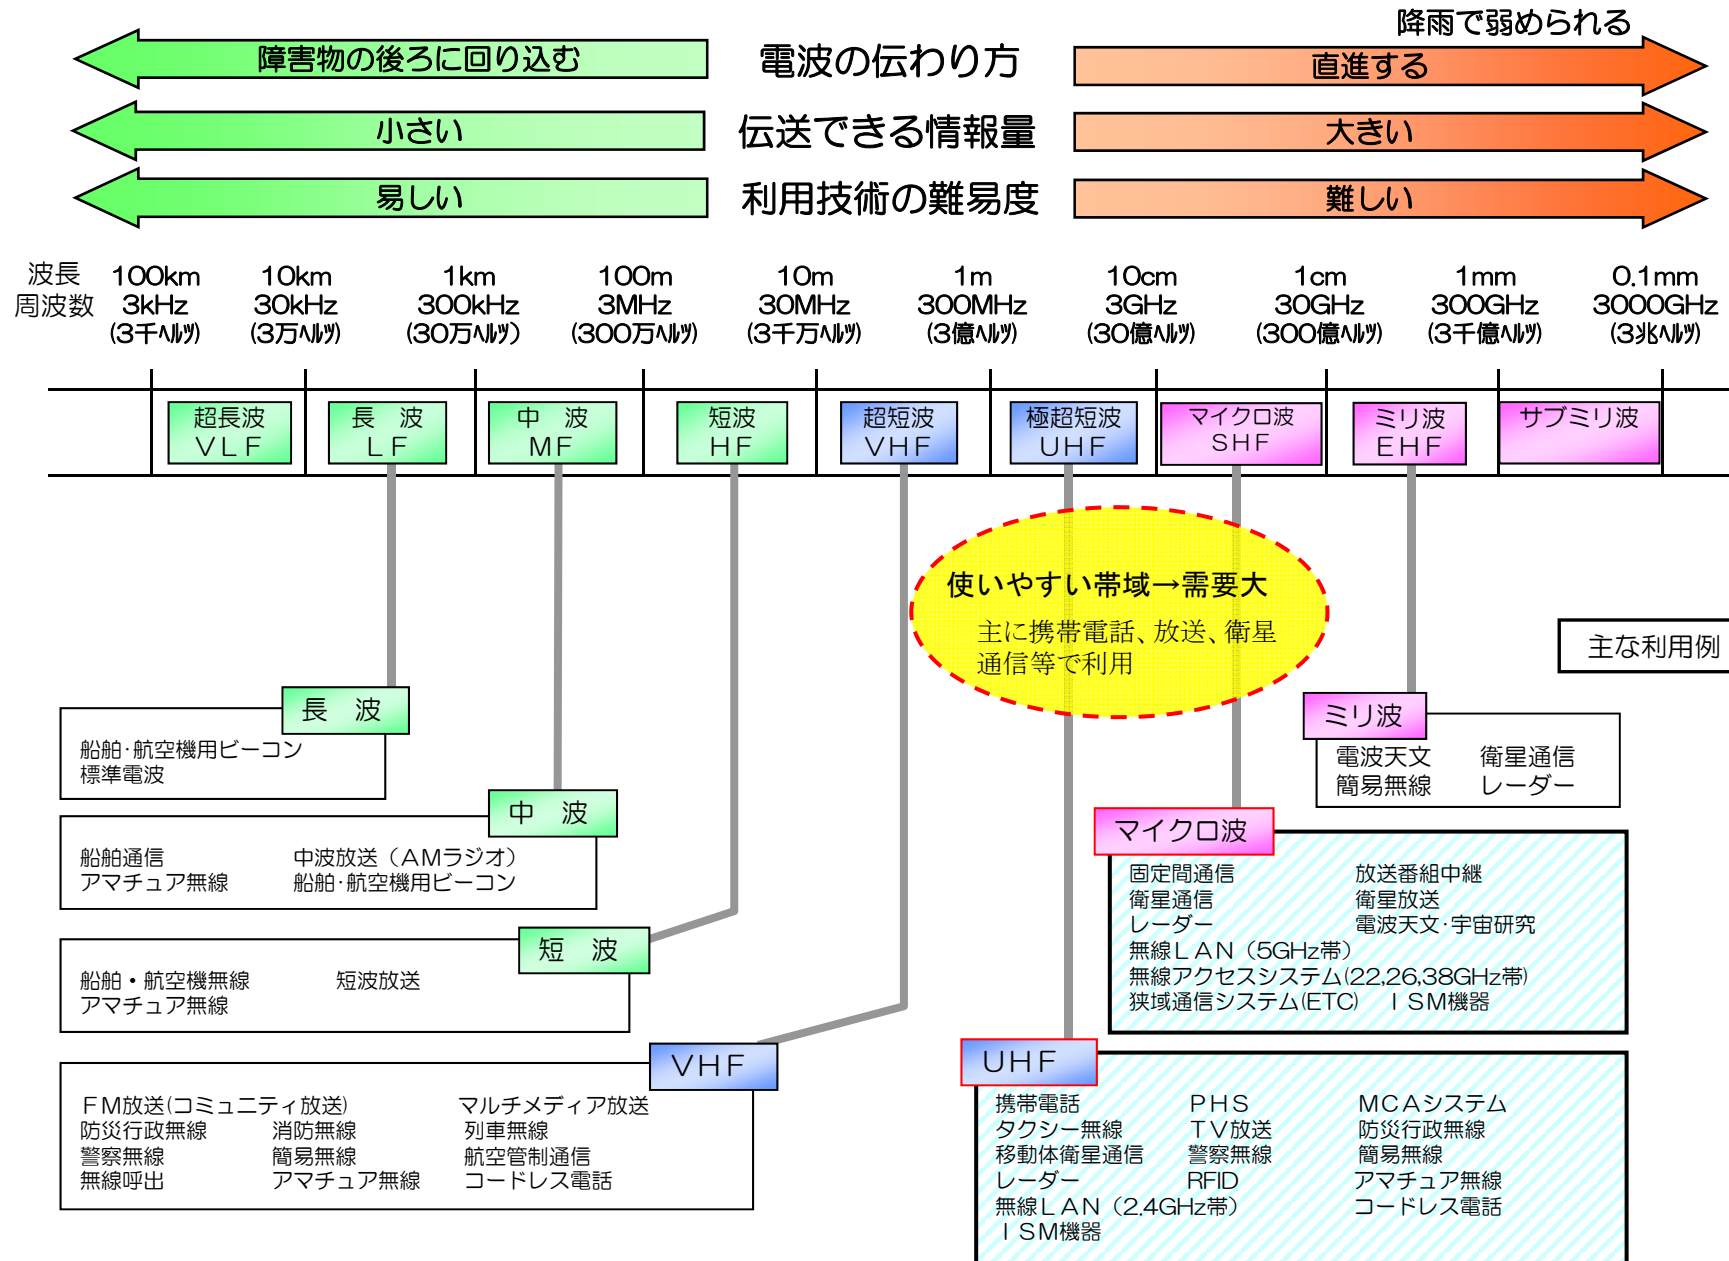 降雨で弱められる
障害物の後ろに回り込む 電波の伝わり方 直進する
小さい 伝送できる情報量 大きい
易しい 利用技術の難易度 難しい
波長 100km 10km 1km 100m 10m 1m 10cm 1cm 1mm 0.1mm
周波数 3kHz 30kHz 300kHz 3MHz 30MHz 300MHz 3GHz 30GHz 300GHz 3000GHz
(3千ヘルツ) (3万ヘルツ) (30万ヘルツ) (300万ヘルツ) (3千万ヘルツ) (3億ヘルツ) (30億ヘルツ) (300億ヘルツ) (3千億ヘルツ) (3兆ヘルツ)
超長波 長 波 中 波 短波 超短波 極超短波 マイクロ波 ミリ波 サブミリ波
VLF LF MF HF VHF UHF SHF EHF
使いやすい帯域→需要大
主に携帯電話、放送、衛星
通信等で利用
主な利用例
長 波
船舶・航空機用ビーコン
標準電波
ミリ波
電波天文 衛星通信
簡易無線 レーダー
中 波
船舶通信 中波放送（AMラジオ）
アマチュア無線 船舶・航空機用ビーコン
マイクロ波
固定間通信 放送番組中継
衛星通信 衛星放送
レーダー 電波天文・宇宙研究
無線LAN（5GHz帯）
無線アクセスシステム(22,26,38GHz帯)
狭域通信システム(ETC) ISM機器
短 波
船舶・航空機無線 短波放送
アマチュア無線
VHF
FM放送(コミュニティ放送) マルチメディア放送
防災行政無線 消防無線 列車無線
警察無線 簡易無線 航空管制通信
無線呼出 アマチュア無線 コードレス電話
UHF
携帯電話 PHS MCAシステム
タクシー無線 TV放送 防災行政無線
移動体衛星通信 警察無線 簡易無線
レーダー RFID アマチュア無線
無線LAN（2.4GHz帯） コードレス電話
ISM機器